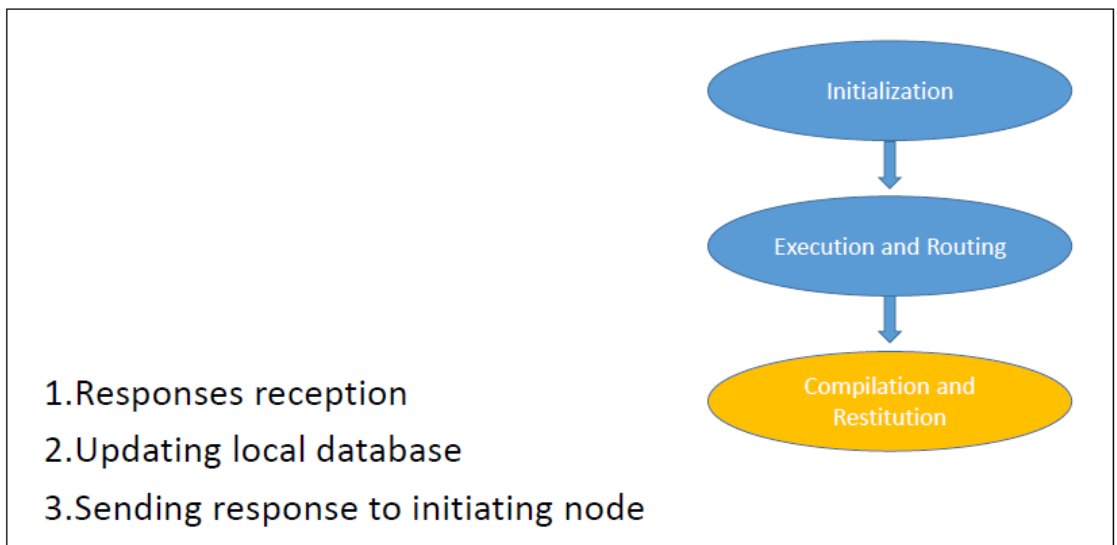 Initialization
Execution and Routing
Compilation and
Restitution
1.Responses reception
2.Updating local database
3.Sending response to initiating node